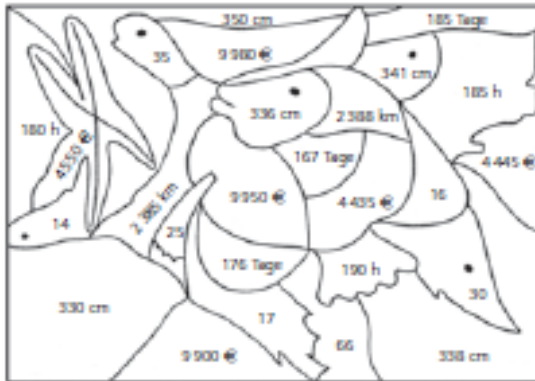 350 cm
185 Tage
35
9 980 €
341 cm
185 h
180 h
4550 €
336 cm
2 388 km
167 Tage
4 445 €
9 950 €
4 435 €
16
14
2 385 km
25
176 Tage
190 h
30
330 cm
17
9 900 €
66
338 cm